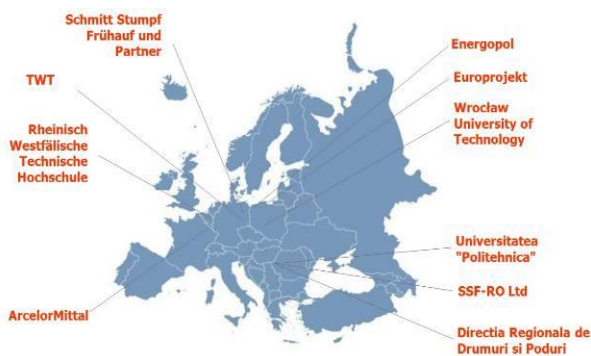 Schmitt Stumpf
Frühauf und
Partner
TWT
Rheinisch
Westfälische
Technische
Hochschule
ArcelorMittal
Energopol
Europrojekt
Wrocław
University of
Technology
Universitatea
"Politehnica"
SSF-RO Ltd
Directia Regionala de
Drumuri si Poduri